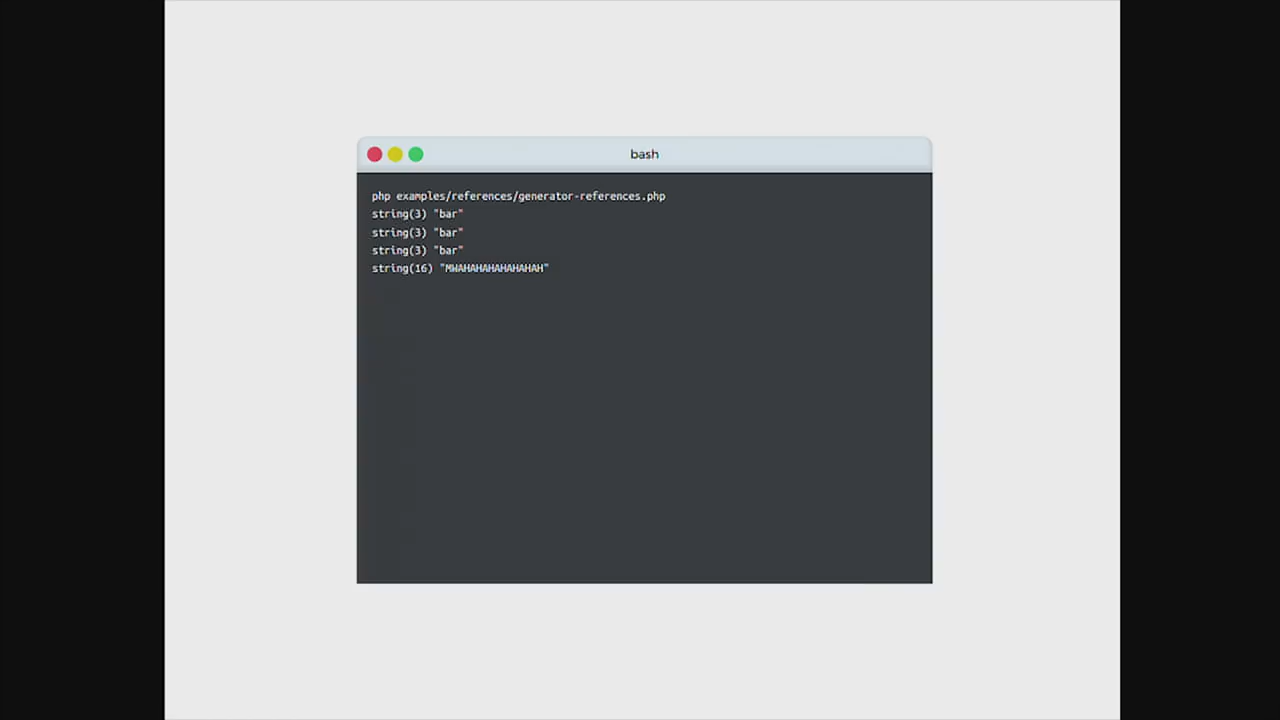 bash
php examples/references/generator-references.php
string(3) "bar"
string(3) "bar"
string(3) "bar"
string(16) "MWAHAHAHAHAHAHAH"